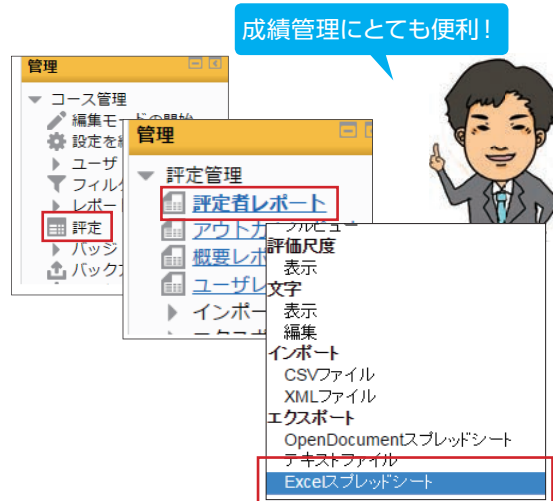 成績管理にとても便利！
管理
コース管理
編集モードの開始
設定を
ユーザ
フィル
レポー
評定
バッジ
バック
管理
評定管理
評定者レポート
アウトカ
概要レポ
ユーザレ
インポー
エクスポー
フルビュー
評価尺度
表示
文字
表示
編集
インポート
CSVファイル
XMLファイル
エクスポート
OpenDocumentスプレッドシート
テキストファイル
Excelスプレッドシート